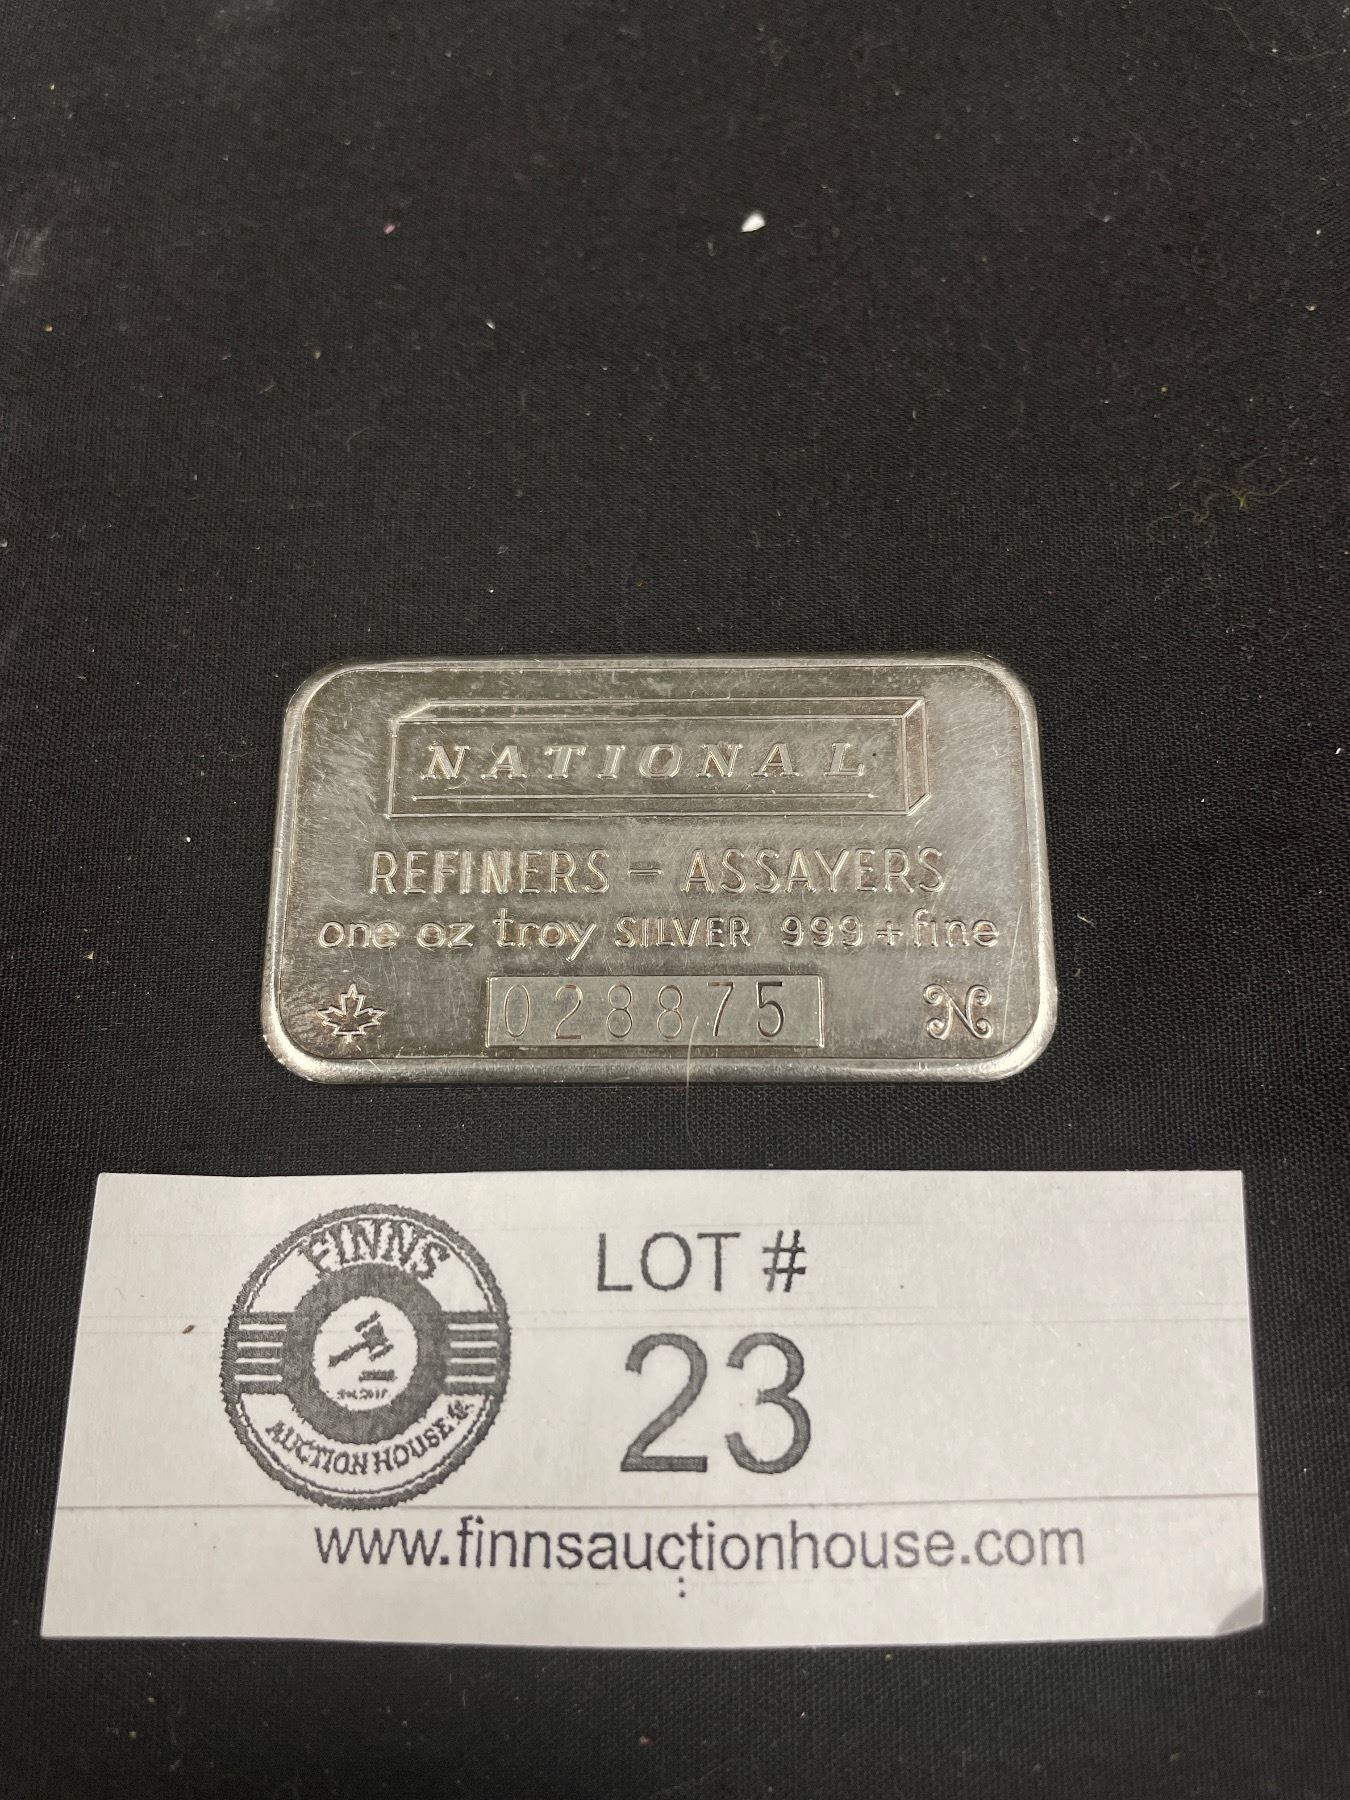 NATIONAL
REFINERS - ASSAYERS
one oz troy SILVER 999+fine
028875
N
FINNS
AUCTION HOUSE
LOT #
23
www.finnsauctionhouse.com